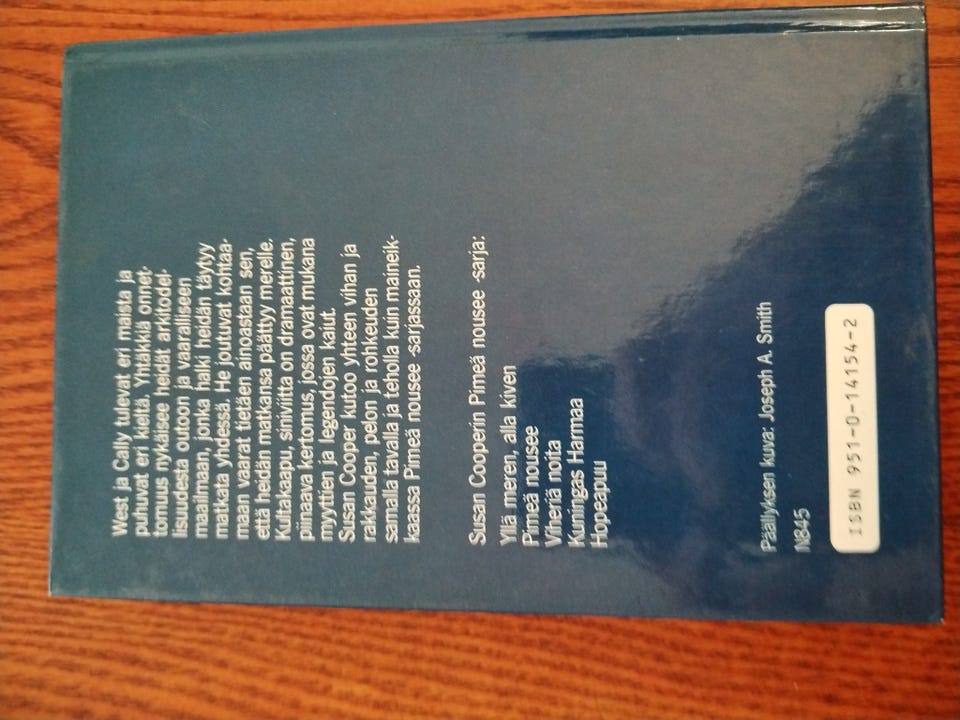 West ja Cally tulevat eri maista ja
puhuvat eri kieltä. Yhtäkkiä onnet-
tomuus nykäisee heidät arkitodel-
lisuudesta outoon ja vaaralliseen
maailmaan, jonka halki heidän täytyy
matkata yhdessä. He joutuvat kohtaa-
maan vaarat tietäen ainoastaan sen,
että heidän matkansa päättyy merelle.
Kultakaapu, siniviitta on dramaattinen,
piinaava kertomus, jossa ovat mukana
myyttien ja legendojen kaiut.
Susan Cooper kutoo yhteen vihan ja
rakkauden, pelon ja rohkeuden
samalla tavalla ja teholla kuin maineik-
kaassa Pimeä nousee -sarjassaan.
Susan Cooperin Pimeä nousee -sarja:
Yllä meren, alla kiven
Pimeä nousee
Viheriä noita
Kuningas Harmaa
Hopeapuu
Päällyksen kuva: Joseph A. Smith
N845
ISBN 951-0-14154-2